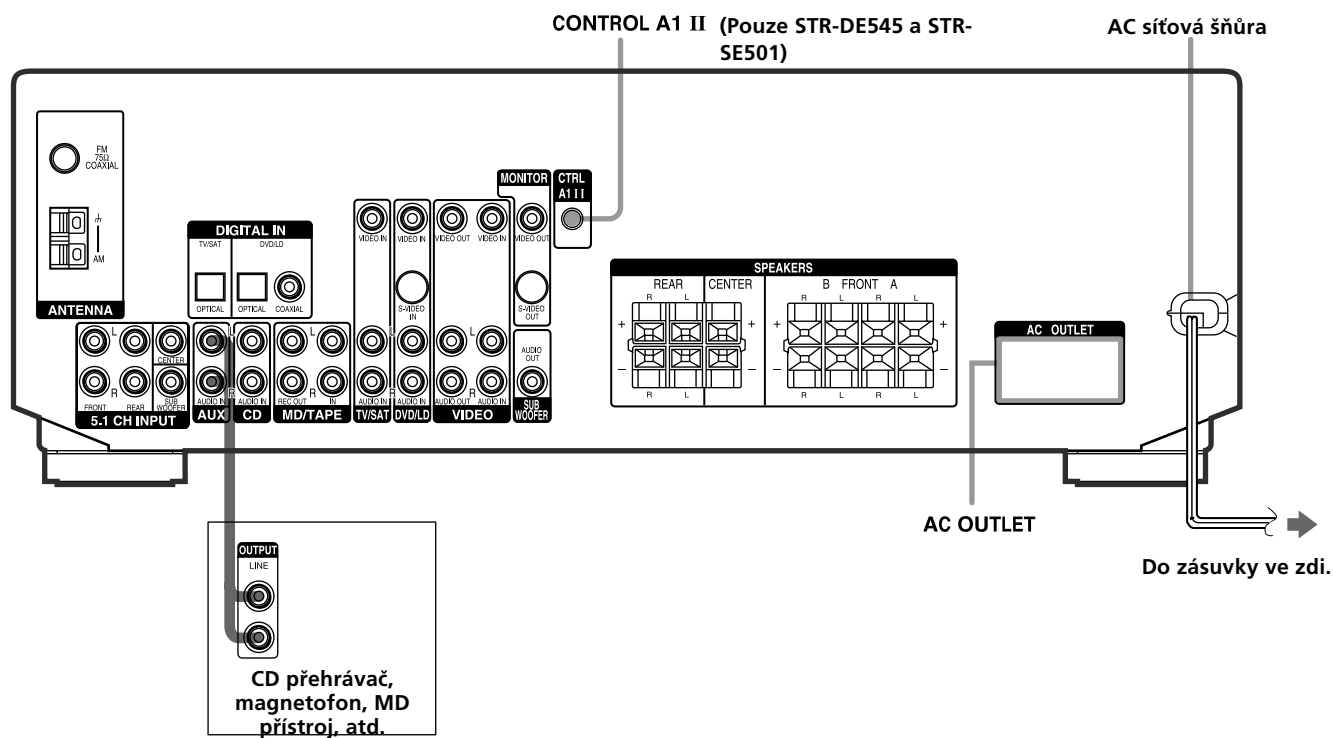 CONTROL A1 II (Pouze STR-DE545 a STR-
SE501)
AC síťová šňůra
FM
75Ω
COAXIAL
AM
ANTENNA
DIGITAL IN
TV/SAT
DVD/LD
OPTICAL
OPTICAL
COAXIAL
MONITOR
CTRL
A1 II
VIDEO IN
VIDEO IN
VIDEO OUT
VIDEO IN
VIDEO OUT
S-VIDEO
IN
S-VIDEO
OUT
AUDIO
OUT
L
L
L
L
L
CENTER
R
R
R
R
R
FRONT
REAR
SUB
WOOFER
AUDIO IN
AUDIO IN
REC OUT
IN
AUDIO IN
AUDIO IN
AUDIO OUT
AUDIO IN
5.1 CH INPUT
AUX
CD
MD/TAPE
TV/SAT
DVD/LD
VIDEO
SUB
WOOFER
SPEAKERS
REAR
CENTER
B FRONT A
R L R L R L
+ + + +
– – – –
R L R L R L
AC OUTLET
AC OUTLET
Do zásuvky ve zdi.
OUTPUT
LINE
CD přehrávač,
magnetofon, MD
přístroj, atd.